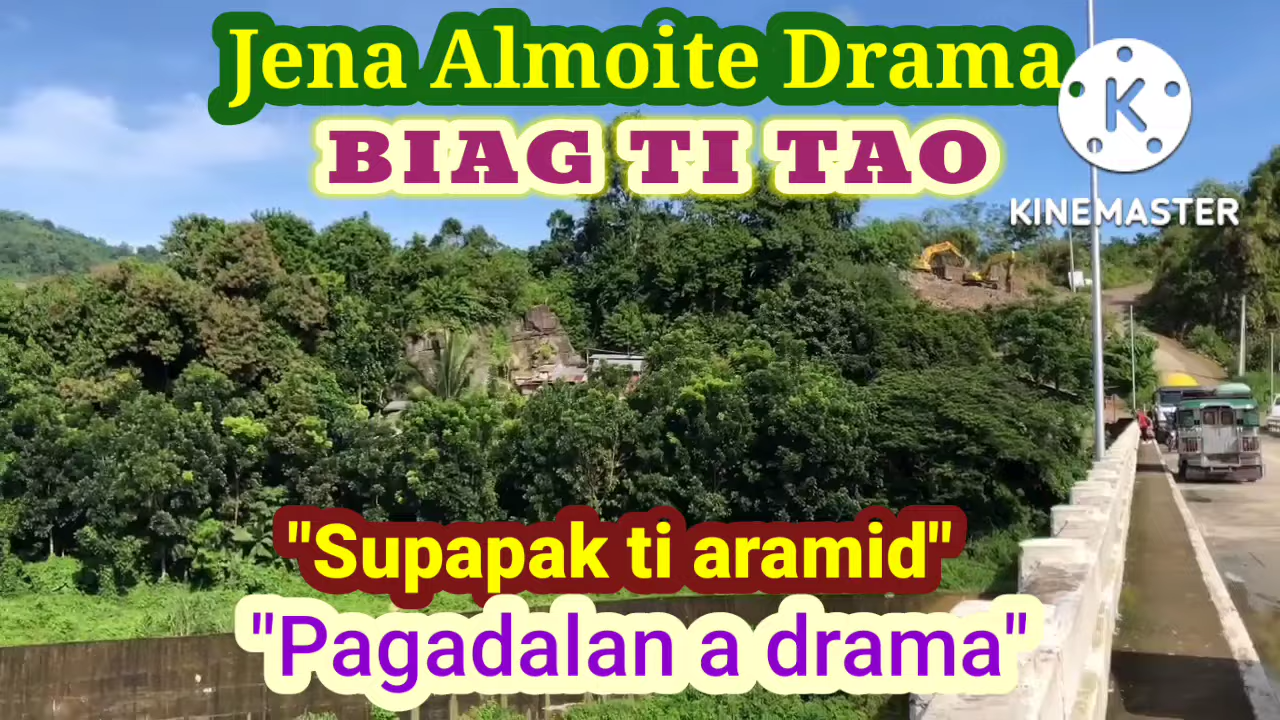 Jena Almoite Drama
BIAG TI TAO
K
KINEMASTER
"Supapak ti aramid"
"Pagadalan a drama"